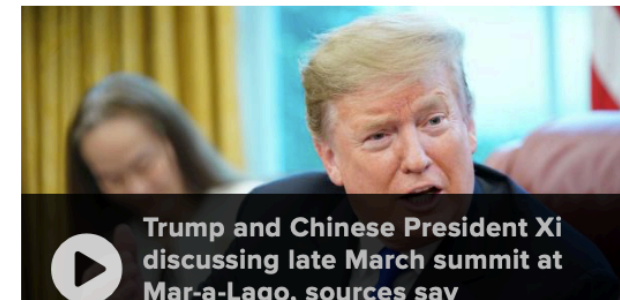 Trump and Chinese President Xi
discussing late March summit at
Mar-a-Lago, sources say